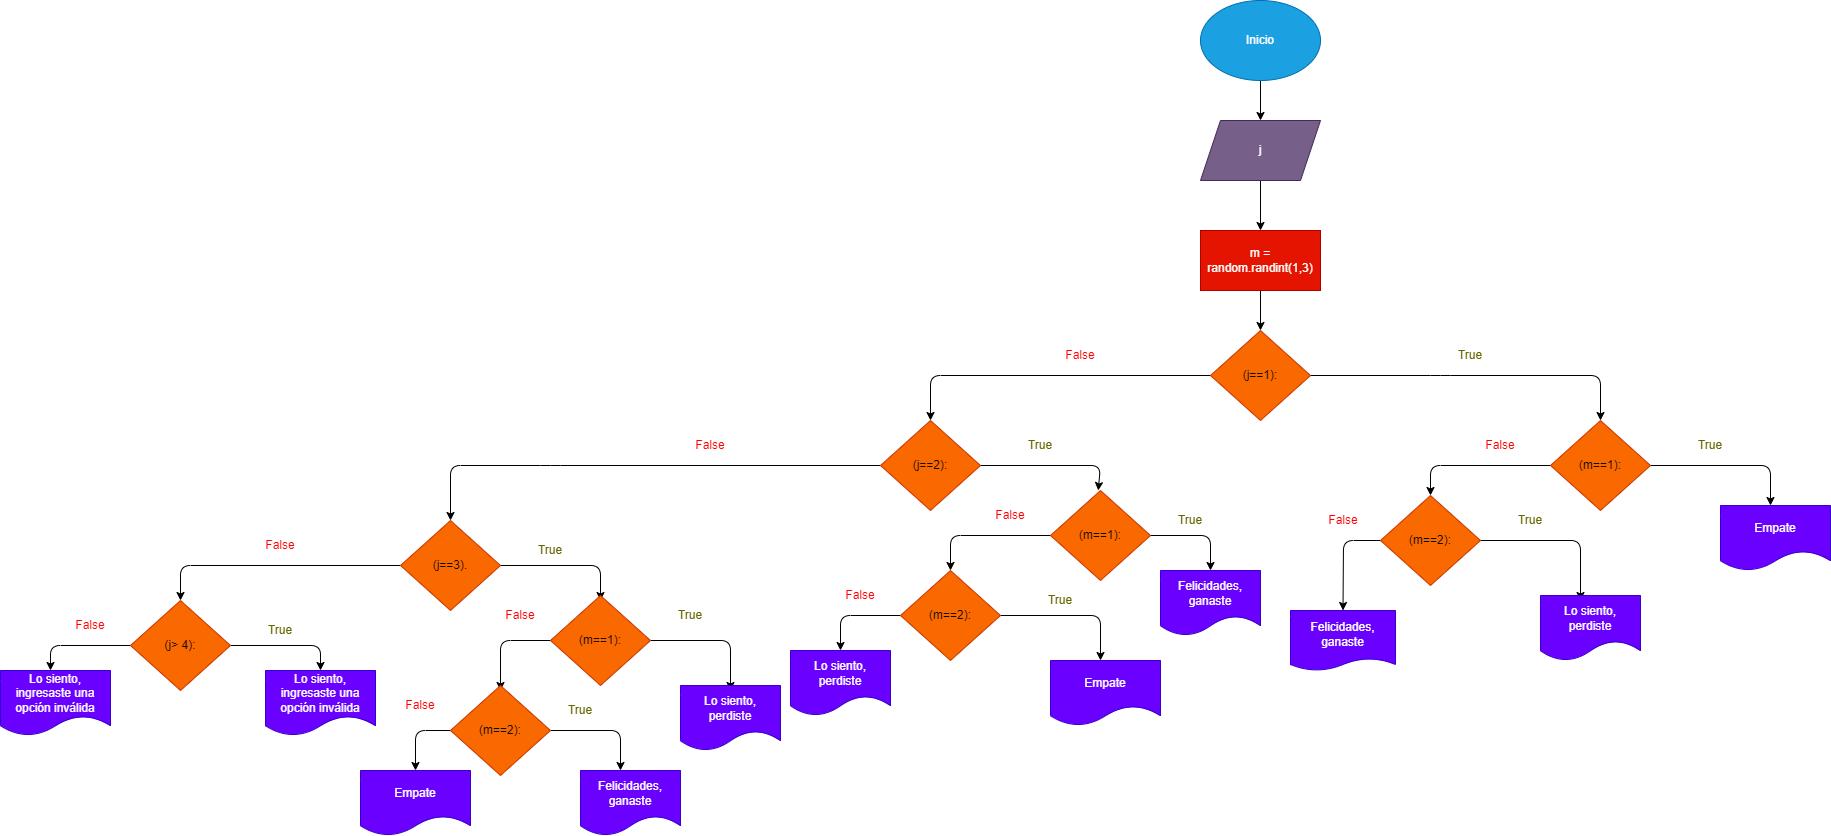 Inicio
j
m =
random.randint(1,3)
False
True
(j==1):
False
True
False
True
(j==2):
(m==1):
False
True
False
True
Empate
(m==1):
(m==2):
False
True
(j==3).
False
True
Felicidades,
ganaste
Lo siento,
perdiste
False
True
(m==2):
Felicidades,
ganaste
False
True
False
True
(j> 4):
(m==1):
Lo siento,
perdiste
Empate
Lo siento,
ingresaste una
opción inválida
Lo siento,
ingresaste una
opción inválida
False
True
(m==2):
Lo siento,
perdiste
Empate
Felicidades,
ganaste